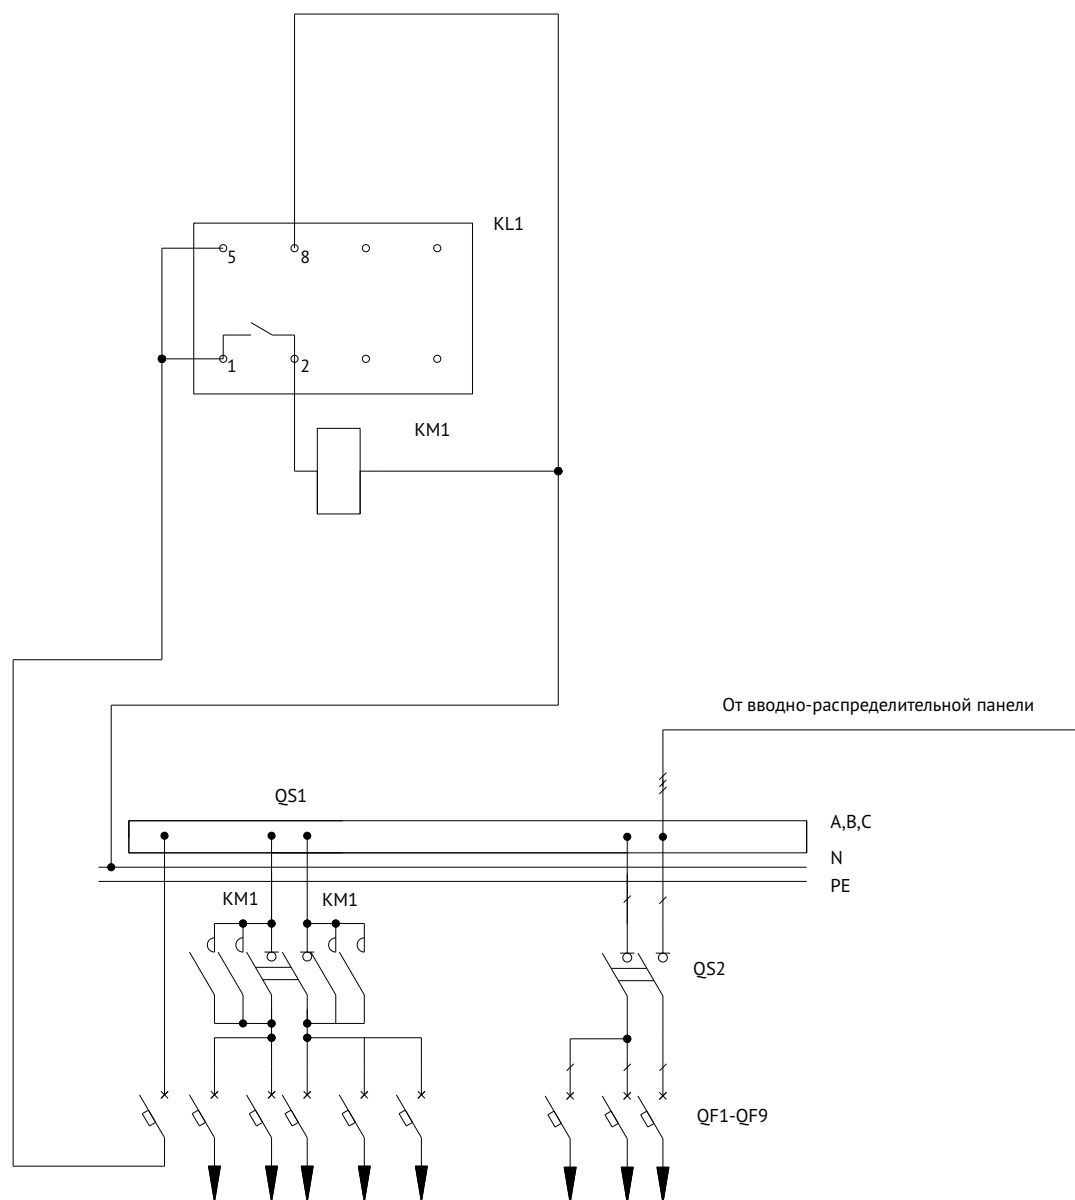 KL1
5
8
1
2
KM1
От вводно-распределительной панели
QS1
A,B,C
N
PE
KM1
KM1
QS2
QF1-QF9